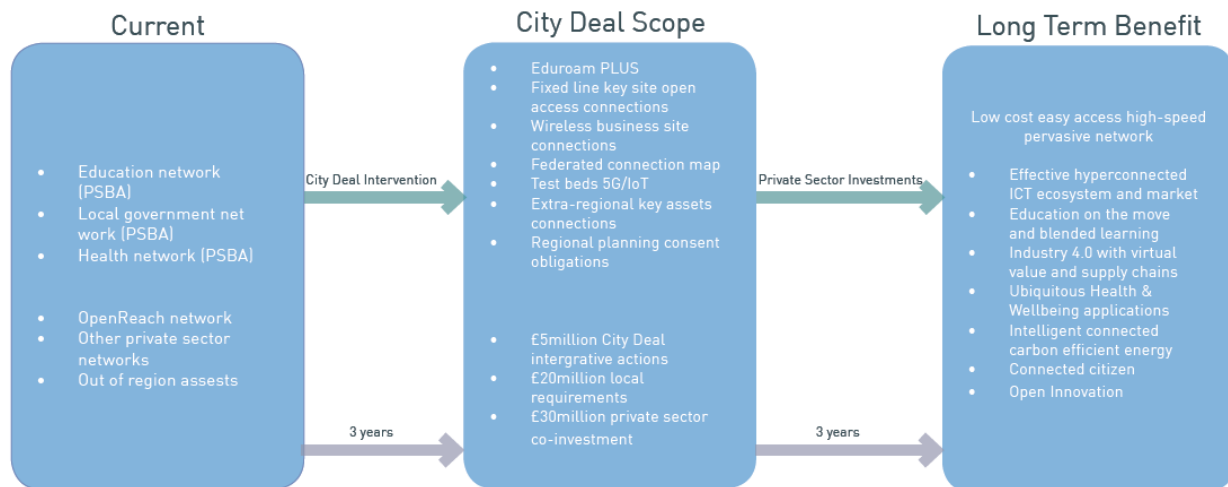 Current
Education network
(PSBA)
Local government net
work (PSBA)
Health network (PSBA)
OpenReach network
Other private sector
networks
Out of region assests
City Deal Intervention
3 years
City Deal Scope
Eduroam PLUS
Fixed line key site open
access connections
Wireless business site
connections
Federated connection map
Test beds 5G/IoT
Extra-regional key assets
connections
Regional planning consent
obligations
£5million City Deal
intergrative actions
£20million local
requirements
£30million private sector
co-investment
Private Sector Investments
3 years
Long Term Benefit
Low cost easy access high-speed
pervasive network
Effective hyperconnected
ICT ecosystem and market
Education on the move
and blended learning
Industry 4.0 with virtual
value and supply chains
Ubiquitous Health &
Wellbeing applications
Intelligent connected
carbon efficient energy
Connected citizen
Open Innovation